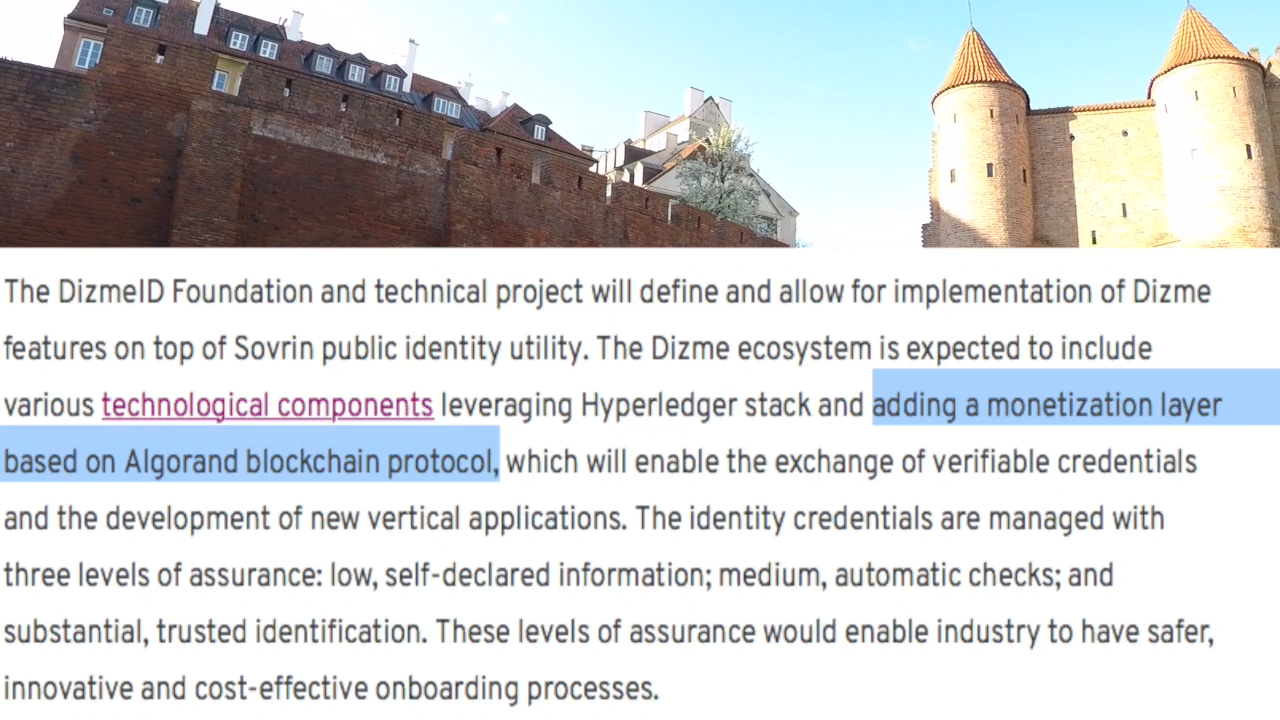 The DizmeID Foundation and technical project will define and allow for implementation of Dizme
features on top of Sovrin public identity utility. The Dizme ecosystem is expected to include
various technological components leveraging Hyperledger stack and adding a monetization layer
based on Algorand blockchain protocol, which will enable the exchange of verifiable credentials
and the development of new vertical applications. The identity credentials are managed with
three levels of assurance: low, self-declared information; medium, automatic checks; and
substantial, trusted identification. These levels of assurance would enable industry to have safer,
innovative and cost-effective onboarding processes.